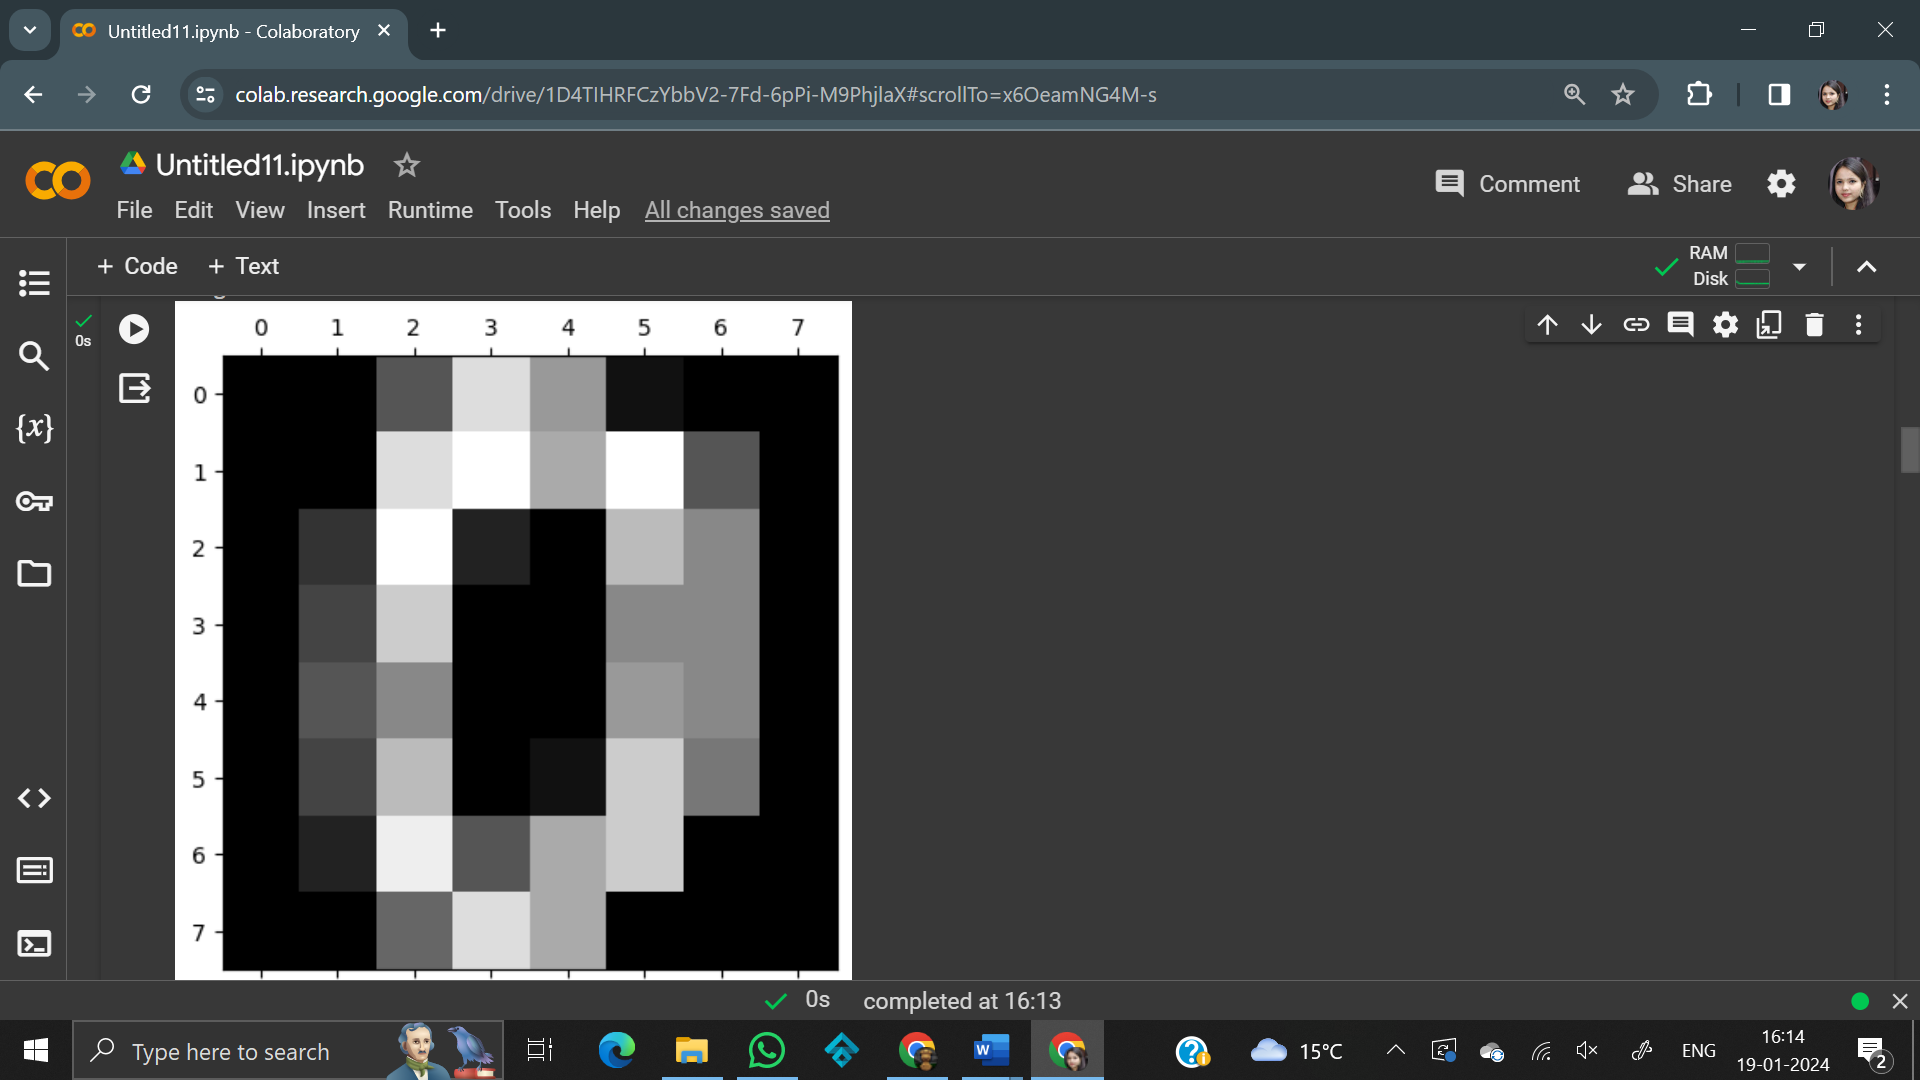 Untitled11.ipynb - Colaboratory
colab.research.google.com/drive/1D4TIHRFCzYbbV2-7Fd-6pPi-M9PhjlaX#scrollTo=x6OeamNG4M-s
Untitled11.ipynb
Comment
Share
File Edit View Insert Runtime Tools Help All changes saved
+ Code + Text
RAM
Disk
0s
0 1 2 3 4 5 6 7
0
1
2
3
4
5
6
7
{x}
0s completed at 16:13
Type here to search
W
15°C
ENG
16:14
19-01-2024
2